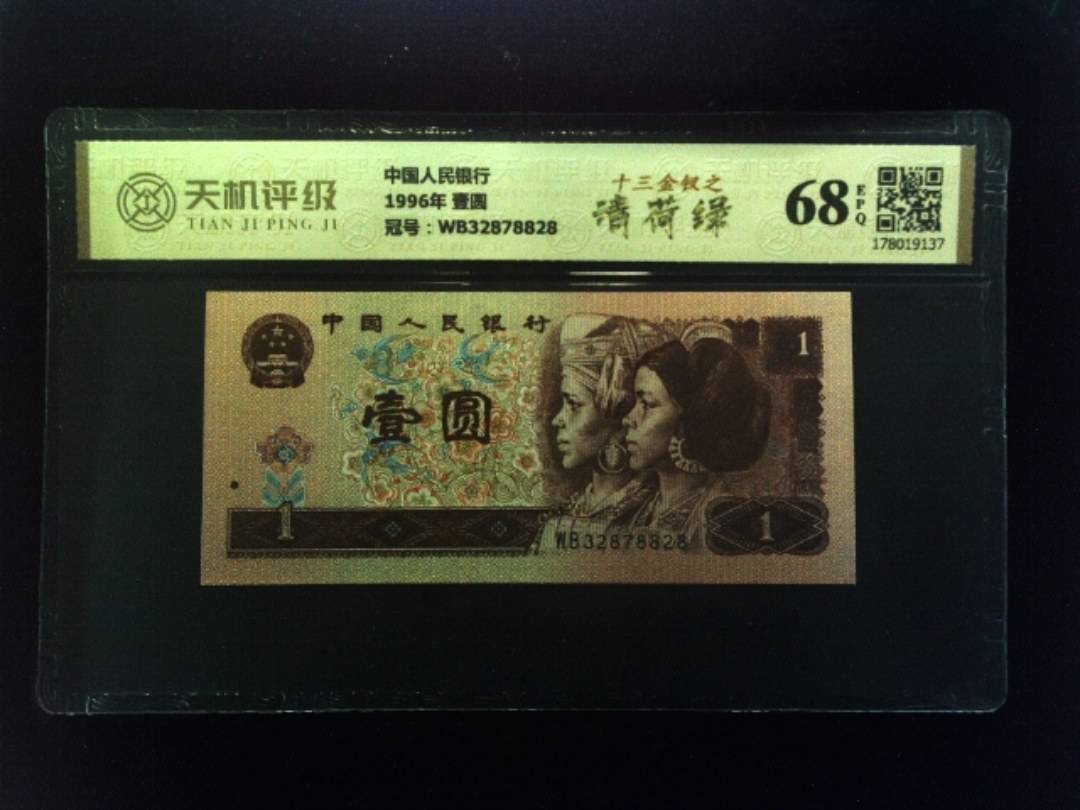 天机评级
TIAN JI PING JI
中国人民银行
1996年 壹圆
冠号：WB32878828
十三金钗之
清荷绿
68
EPQ
178019137
中国人民银行
壹圆
1
1
1
WB32878828